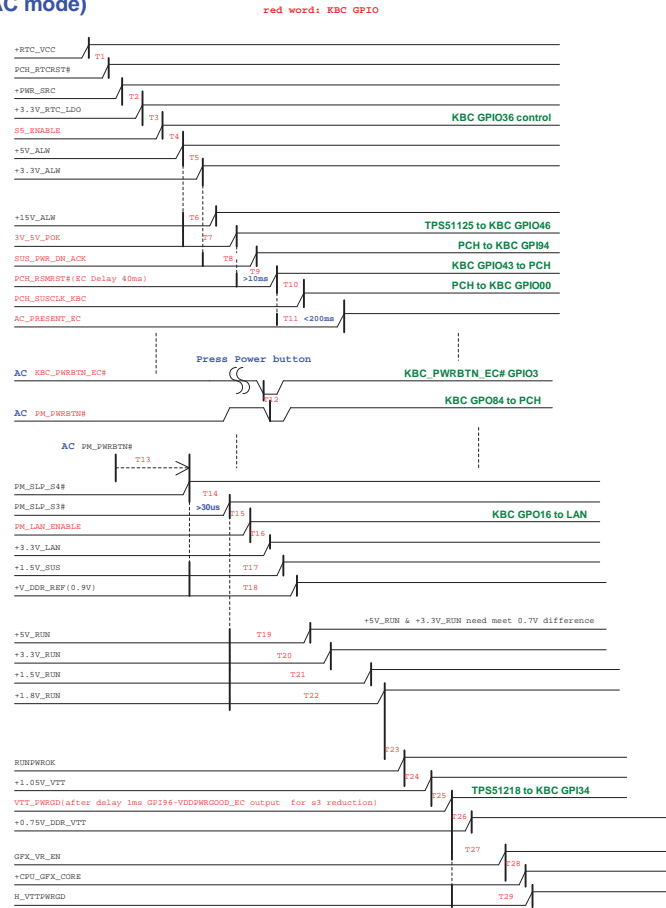 AC mode)
red word: KBC GPIO
+RTC_VCC
T1
PCH_RTCRST#
+PWR_SRC
T2
+3.3V_RTC_LDO
T3
KBC GPIO36 control
S5_ENABLE
T4
+5V_ALW
T5
+3.3V_ALW
+15V_ALW
T6
TPS51125 to KBC GPIO46
3V_5V_POK
T7
PCH to KBC GPI94
SUS_PWR_DN_ACK
T8
T9
KBC GPIO43 to PCH
PCH_RSMRST#(EC Delay 40ms)
>10ms
T10
PCH to KBC GPIO00
PCH_SUSCLK_KBC
AC_PRESENT_EC
T11 <200ms
Press Power button
AC KBC_PWRBTN_EC#
KBC_PWRBTN_EC# GPIO3
T12
KBC GPO84 to PCH
AC PM_PWRBTN#
AC PM_PWRBTN#
T13
PM_SLP_S4#
T14
PM_SLP_S3#
>30us
T15
KBC GPO16 to LAN
PM_LAN_ENABLE
T16
+3.3V_LAN
+1.5V_SUS
T17
+V_DDR_REF(0.9V)
T18
+5V_RUN & +3.3V_RUN need meet 0.7V difference
+5V_RUN
T19
+3.3V_RUN
T20
+1.5V_RUN
T21
+1.8V_RUN
T22
T23
RUNPWROK
T24
+1.05V_VTT
T25
TPS51218 to KBC GPI34
VTT_PWRGD(after delay 1ms GPI96-VDDPWRGOOD_EC output for s3 reduction)
T26
+0.75V_DDR_VTT
T27
GFX_VR_EN
T28
+CPU_GFX_CORE
T29
H_VTTPWRGD